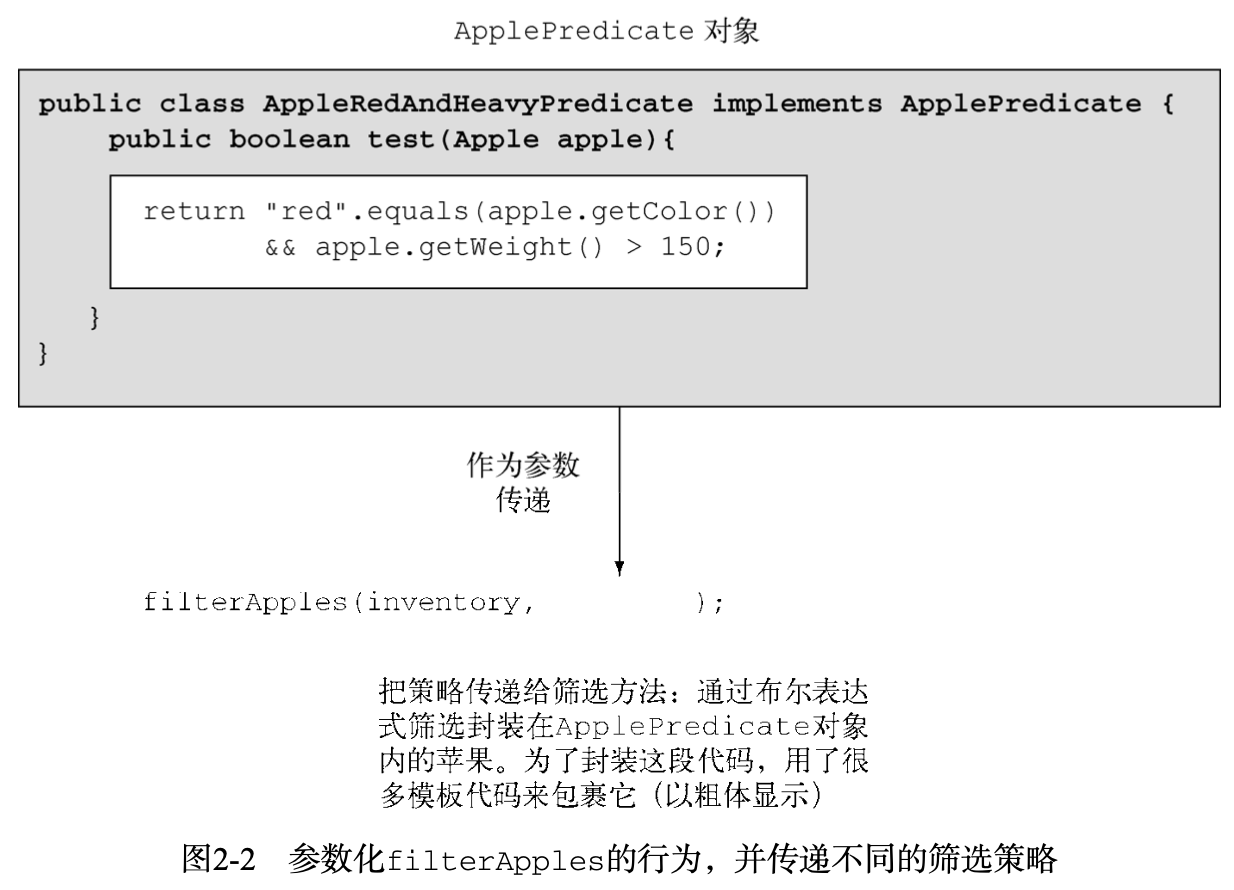 ApplePredicate 对象
public class AppleRedAndHeavyPredicate implements ApplePredicate {
public boolean test(Apple apple){
return "red".equals(apple.getColor())
&& apple.getWeight() > 150;
}
}
作为参数
传递
filterApples(inventory, );
把策略传递给筛选方法：通过布尔表达
式筛选封装在ApplePredicate对象
内的苹果。为了封装这段代码，用了很
多模板代码来包裹它（以粗体显示）
图2-2 参数化filterApples的行为，并传递不同的筛选策略